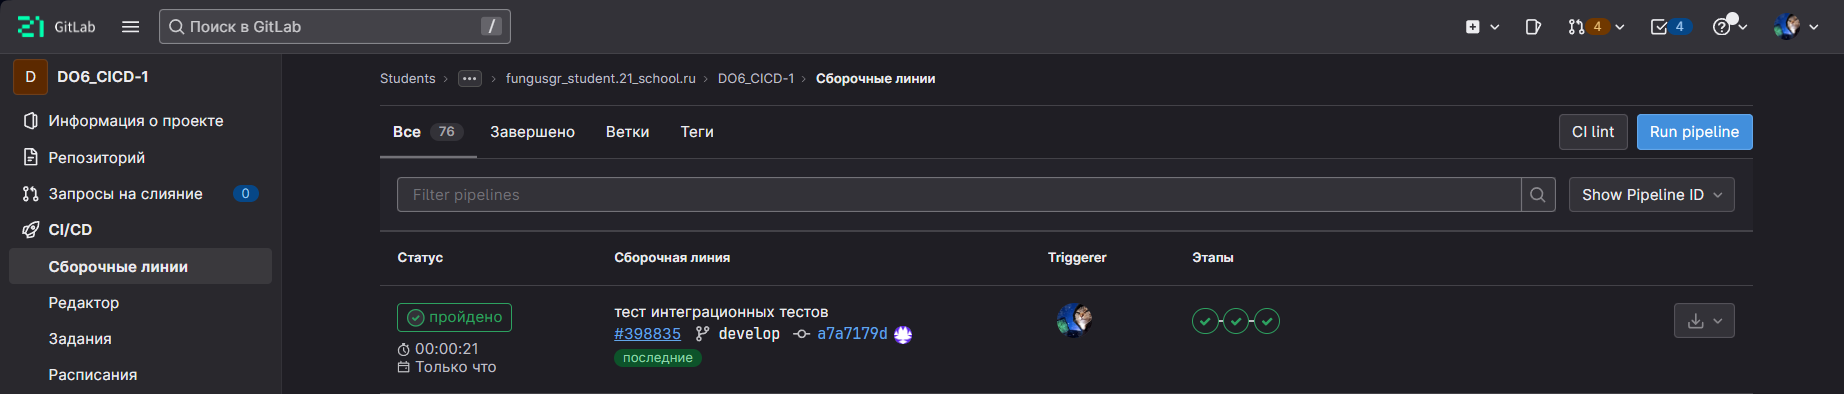 21 GitLab Поиск в GitLab / 4 4
D DO6_CICD-1
Информация о проекте
Репозиторий
Запросы на слияние 0
CI/CD
Сборочные линии
Редактор
Задания
Расписания
Students › ••• › fungusgr_student.21_school.ru › DO6_CICD-1 › Сборочные линии
Все 76 Завершено Ветки Теги CI lint Run pipeline
Filter pipelines Show Pipeline ID
Статус Сборочная линия Triggerer Этапы
пройдено
00:00:21
Только что
тест интеграционных тестов
#398835 develop a7a7179d
последние